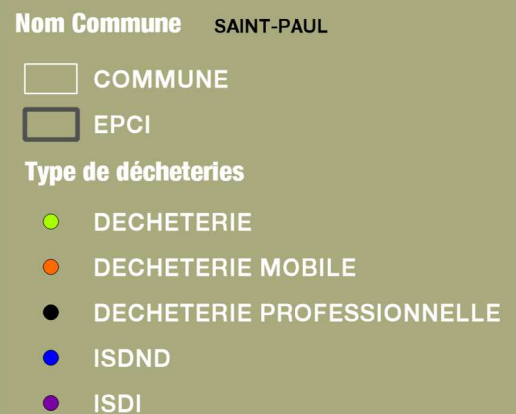 Nom Commune SAINT-PAUL
COMMUNE
EPCI
Type de décheteries
DECHETERIE
DECHETERIE MOBILE
DECHETERIE PROFESSIONNELLE
ISDND
ISDI